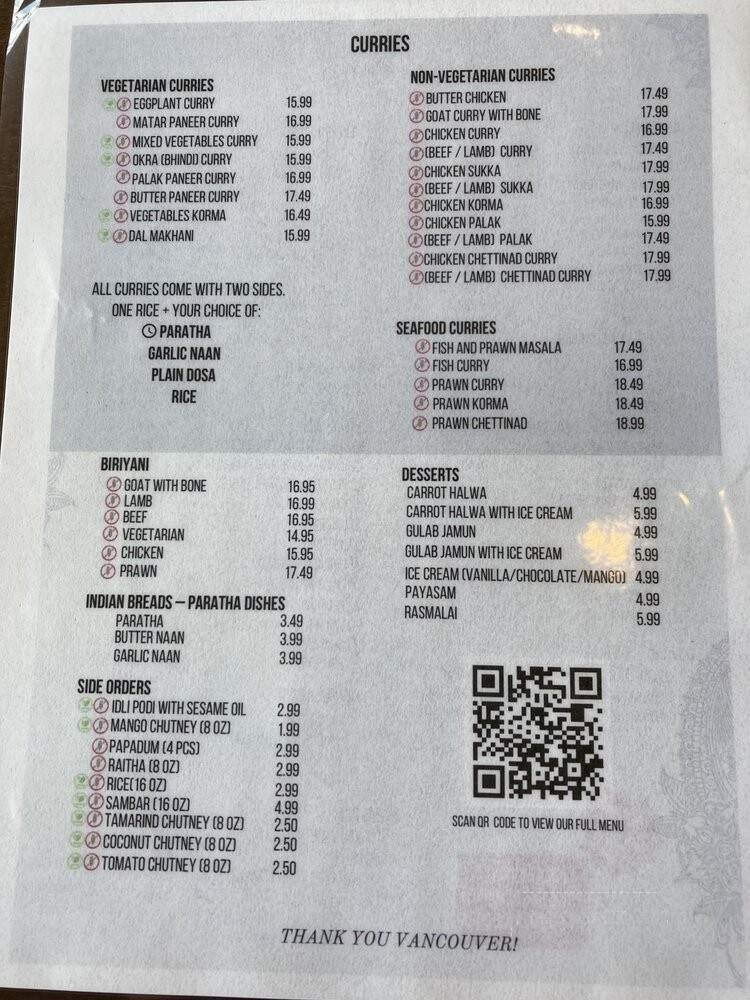 CURRIES
VEGETARIAN CURRIES
EGGPLANT CURRY 15.99
MATAR PANEER CURRY 16.99
MIXED VEGETABLES CURRY 15.99
OKRA (BHINDI) CURRY 15.99
PALAK PANEER CURRY 16.99
BUTTER PANEER CURRY 17.49
VEGETABLES KORMA 16.49
DAL MAKHANI 15.99
ALL CURRIES COME WITH TWO SIDES.
ONE RICE + YOUR CHOICE OF:
PARATHA
GARLIC NAAN
PLAIN DOSA
RICE
NON-VEGETARIAN CURRIES
BUTTER CHICKEN 17.49
GOAT CURRY WITH BONE 17.99
CHICKEN CURRY 16.99
(BEEF / LAMB) CURRY 17.49
CHICKEN SUKKA 17.99
(BEEF / LAMB) SUKKA 17.99
CHICKEN KORMA 16.99
CHICKEN PALAK 15.99
(BEEF / LAMB) PALAK 17.49
CHICKEN CHETTINAD CURRY 17.99
(BEEF / LAMB) CHETTINAD CURRY 17.99
SEAFOOD CURRIES
FISH AND PRAWN MASALA 17.49
FISH CURRY 16.99
PRAWN CURRY 18.49
PRAWN KORMA 18.49
PRAWN CHETTINAD 18.99
BIRIYANI
GOAT WITH BONE 16.95
LAMB 16.99
BEEF 16.95
VEGETARIAN 14.95
CHICKEN 15.95
PRAWN 17.49
INDIAN BREADS – PARATHA DISHES
PARATHA 3.49
BUTTER NAAN 3.99
GARLIC NAAN 3.99
SIDE ORDERS
IDLI PODI WITH SESAME OIL 2.99
MANGO CHUTNEY (8 OZ) 1.99
PAPADUM (4 PCS) 2.99
RAITHA (8 OZ) 2.99
RICE(16 OZ) 2.99
SAMBAR (16 OZ) 4.99
TAMARIND CHUTNEY (8 OZ) 2.50
COCONUT CHUTNEY (8 OZ) 2.50
TOMATO CHUTNEY (8 OZ) 2.50
DESSERTS
CARROT HALWA 4.99
CARROT HALWA WITH ICE CREAM 5.99
GULAB JAMUN 4.99
GULAB JAMUN WITH ICE CREAM 5.99
ICE CREAM (VANILLA/CHOCOLATE/MANGO) 4.99
PAYASAM 4.99
RASMALAI 5.99
SCAN QR CODE TO VIEW OUR FULL MENU
THANK YOU VANCOUVER!